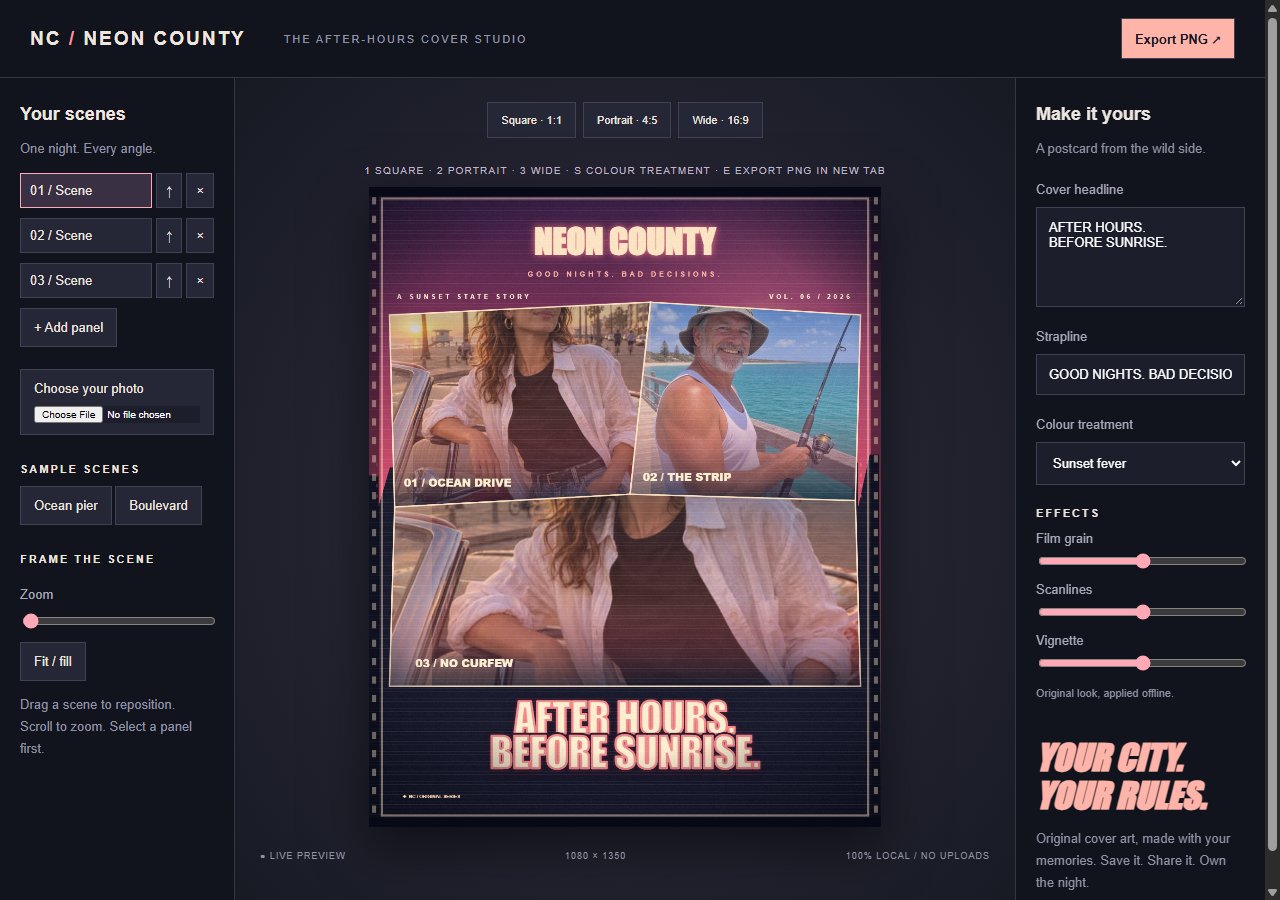 NC / NEON COUNTY
THE AFTER-HOURS COVER STUDIO
Export PNG ↗
Your scenes
One night. Every angle.
01 / Scene
↑
×
02 / Scene
↑
×
03 / Scene
↑
×
+ Add panel
Choose your photo
Choose File No file chosen
SAMPLE SCENES
Ocean pier
Boulevard
FRAME THE SCENE
Zoom
Fit / fill
Drag a scene to reposition.
Scroll to zoom. Select a panel
first.
Square · 1:1
Portrait · 4:5
Wide · 16:9
1 SQUARE · 2 PORTRAIT · 3 WIDE · S COLOUR TREATMENT · E EXPORT PNG IN NEW TAB
NEON COUNTY
GOOD NIGHTS. BAD DECISIONS.
A SUNSET STATE STORY
VOL. 06 / 2026
01 / OCEAN DRIVE
02 / THE STRIP
03 / NO CURFEW
AFTER HOURS.
BEFORE SUNRISE.
✦ NC / ORIGINAL SERIES
● LIVE PREVIEW
1080 × 1350
100% LOCAL / NO UPLOADS
Make it yours
A postcard from the wild side.
Cover headline
AFTER HOURS.
BEFORE SUNRISE.
Strapline
GOOD NIGHTS. BAD DECISIO
Colour treatment
Sunset fever
EFFECTS
Film grain
Scanlines
Vignette
Original look, applied offline.
YOUR CITY.
YOUR RULES.
Original cover art, made with your
memories. Save it. Share it. Own
the night.